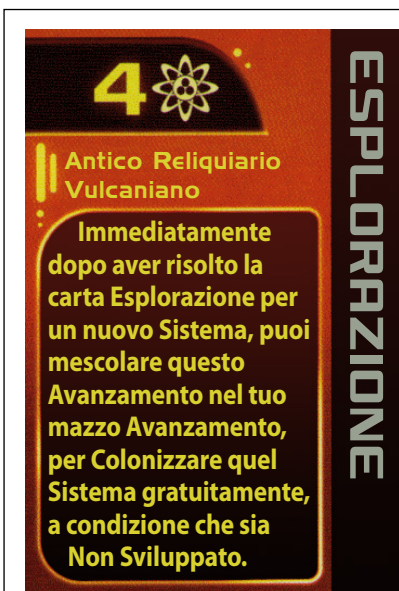 4
Antico Reliquiario
Vulcaniano
Immediatamente
dopo aver risolto la
carta Esplorazione per
un nuovo Sistema, puoi
mescolare questo
Avanzamento nel tuo
mazzo Avanzamento,
per Colonizzare quel
Sistema gratuitamente,
a condizione che sia
Non Sviluppato.
ESPLORAZIONE